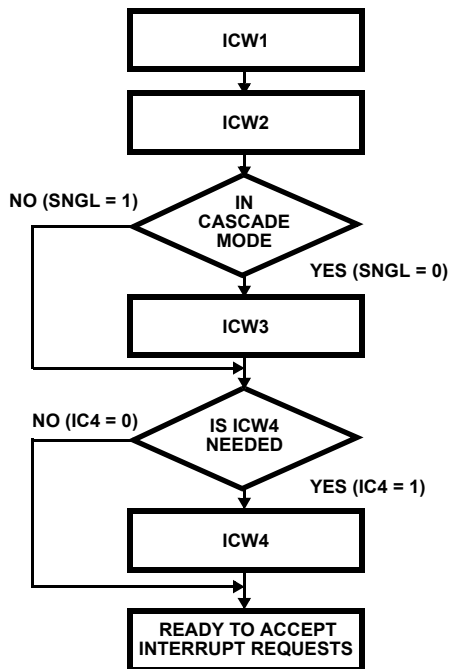 ICW1
ICW2
NO (SNGL = 1)
IN
CASCADE
MODE
YES (SNGL = 0)
ICW3
NO (IC4 = 0)
IS ICW4
NEEDED
YES (IC4 = 1)
ICW4
READY TO ACCEPT
INTERRUPT REQUESTS